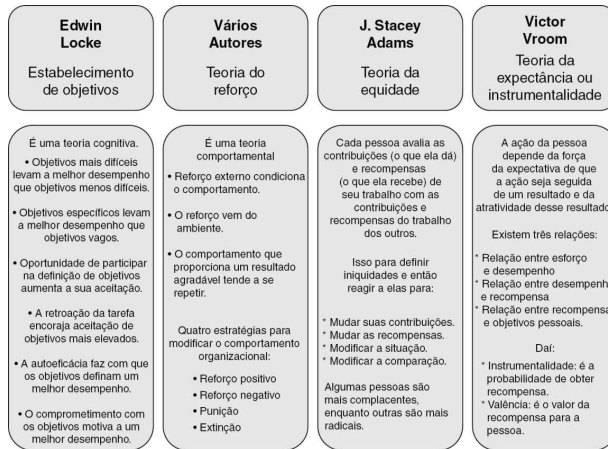 Edwin
Locke
Estabelecimento
de objetivos
É uma teoria cognitiva.
• Objetivos mais difíceis
levam a melhor desempenho
que objetivos menos difíceis.
•Objetivos específicos levam
a melhor desempenho que
objetivos vagos.
•Oportunidade de participar
na definição de objetivos
aumenta a sua aceitação.
• A retroação da tarefa
encoraja aceitação de
objetivos mais elevados.
• A autoeficácia faz com que
os objetivos definam um
melhor desempenho.
• O comprometimento com
os objetivos motiva a um
melhor desempenho.
Vários
Autores
Teoria do
reforço
É uma teoria
comportamental
• Reforço externo condiciona
o comportamento.
• O reforço vem do
ambiente.
• O comportamento que
proporciona um resultado
agradável tende a se
repetir.
Quatro estratégias para
modificar o comportamento
organizacional:
• Reforço positivo
• Reforço negativo
• Punição
• Extinção
J. Stacey
Adams
Teoria da
equidade
Cada pessoa avalia as
contribuições (o que ela dá)
e recompensas
(o que ela recebe) de
seu trabalho com as
contribuições e
recompensas do trabalho
dos outros.
Isso para definir
iniquidades e então
reagir a elas para:
* Mudar suas contribuições.
* Mudar as recompensas.
* Modificar a situação.
* Modificar a comparação.
Algumas pessoas são
mais complacentes,
enquanto outras são mais
radicais.
Victor
Vroom
Teoria da
expectância ou
instrumentalidade
A ação da pessoa
depende da força
da expectativa de que
a ação seja seguida
de um resultado e da
atratividade desse resultado
Existem três relações:
* Relação entre esforço
e desempenho
* Relação entre desempenh
e recompensa
* Relação entre recompensa
e objetivos pessoais.
Daí:
* Instrumentalidade: é a
probabilidade de obter
recompensa.
* Valência: é o valor da
recompensa para a
pessoa.